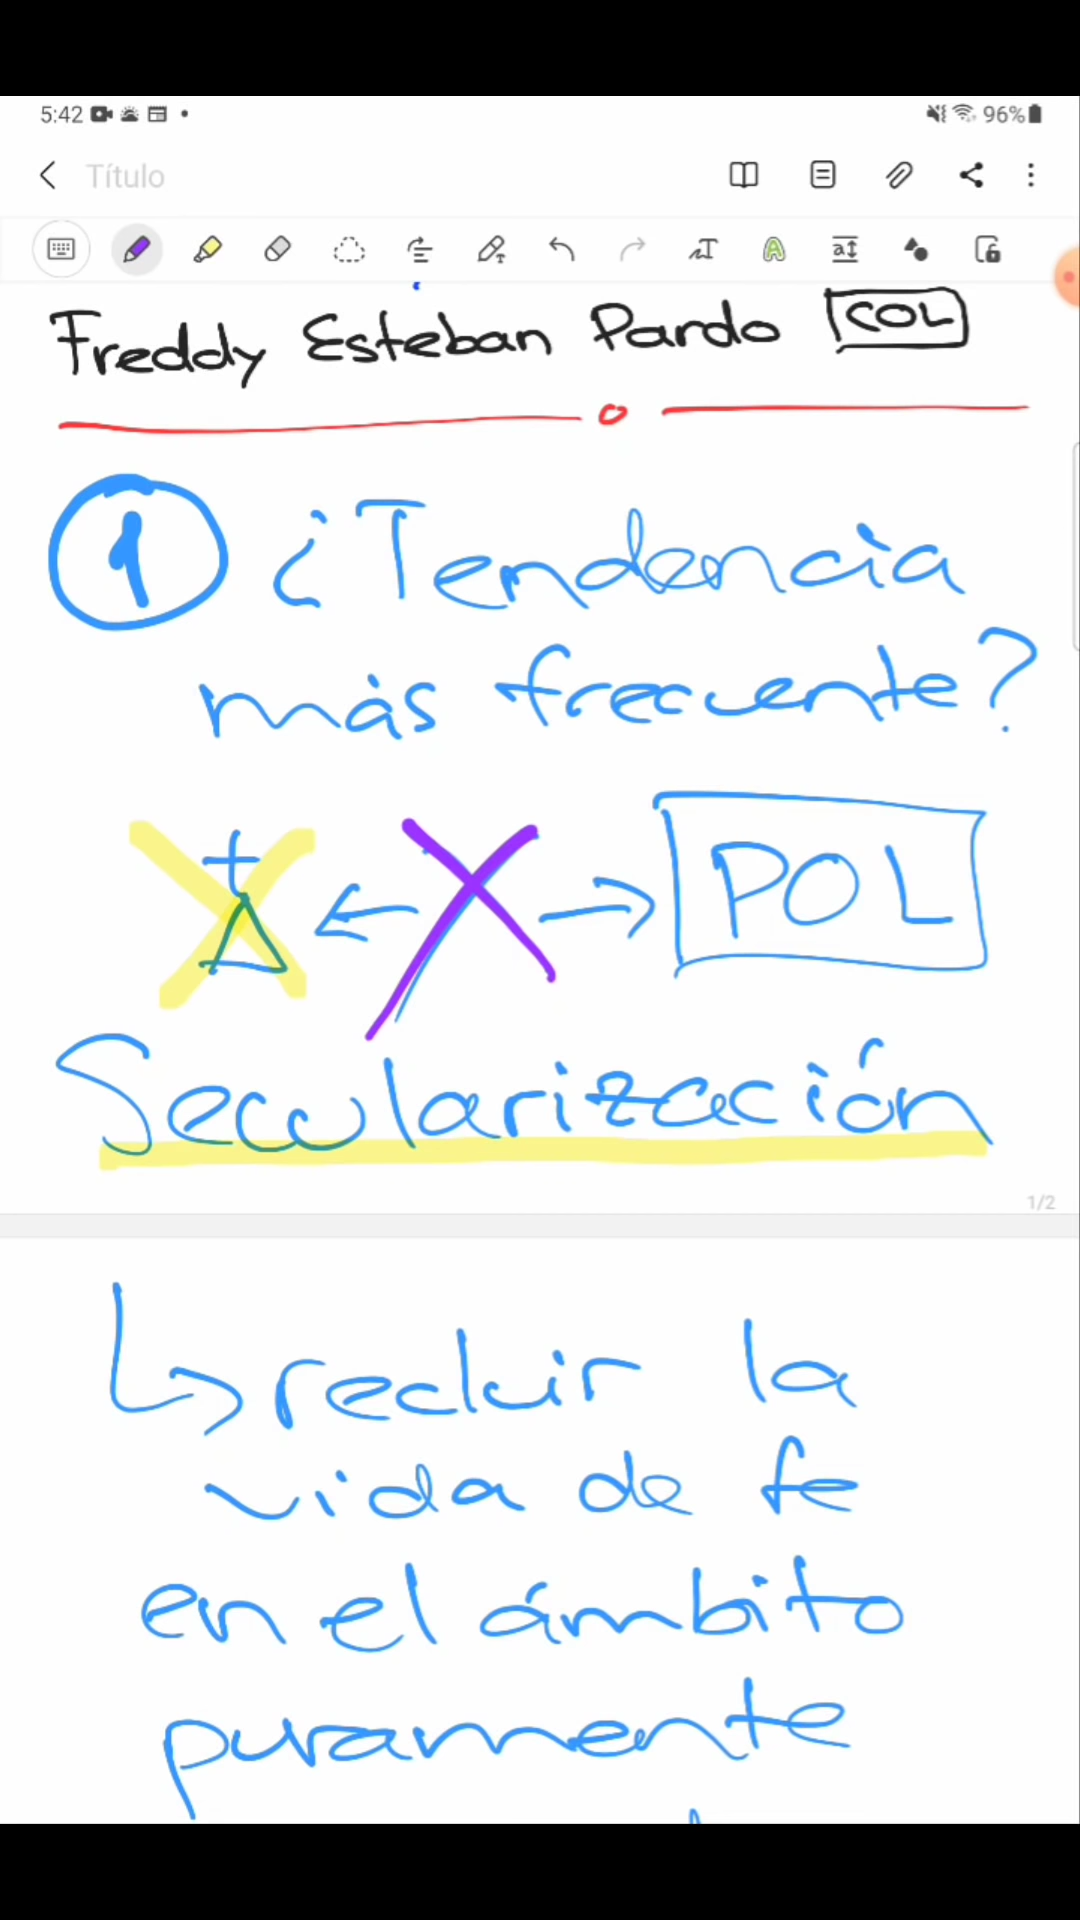 5:42
96%
Título
Freddy Esteban Pardo COL
1 ¿Tendencia
más frecuente?
POL
Secularización
1/2
recluir la
vida de fe
en el ámbito
puramente